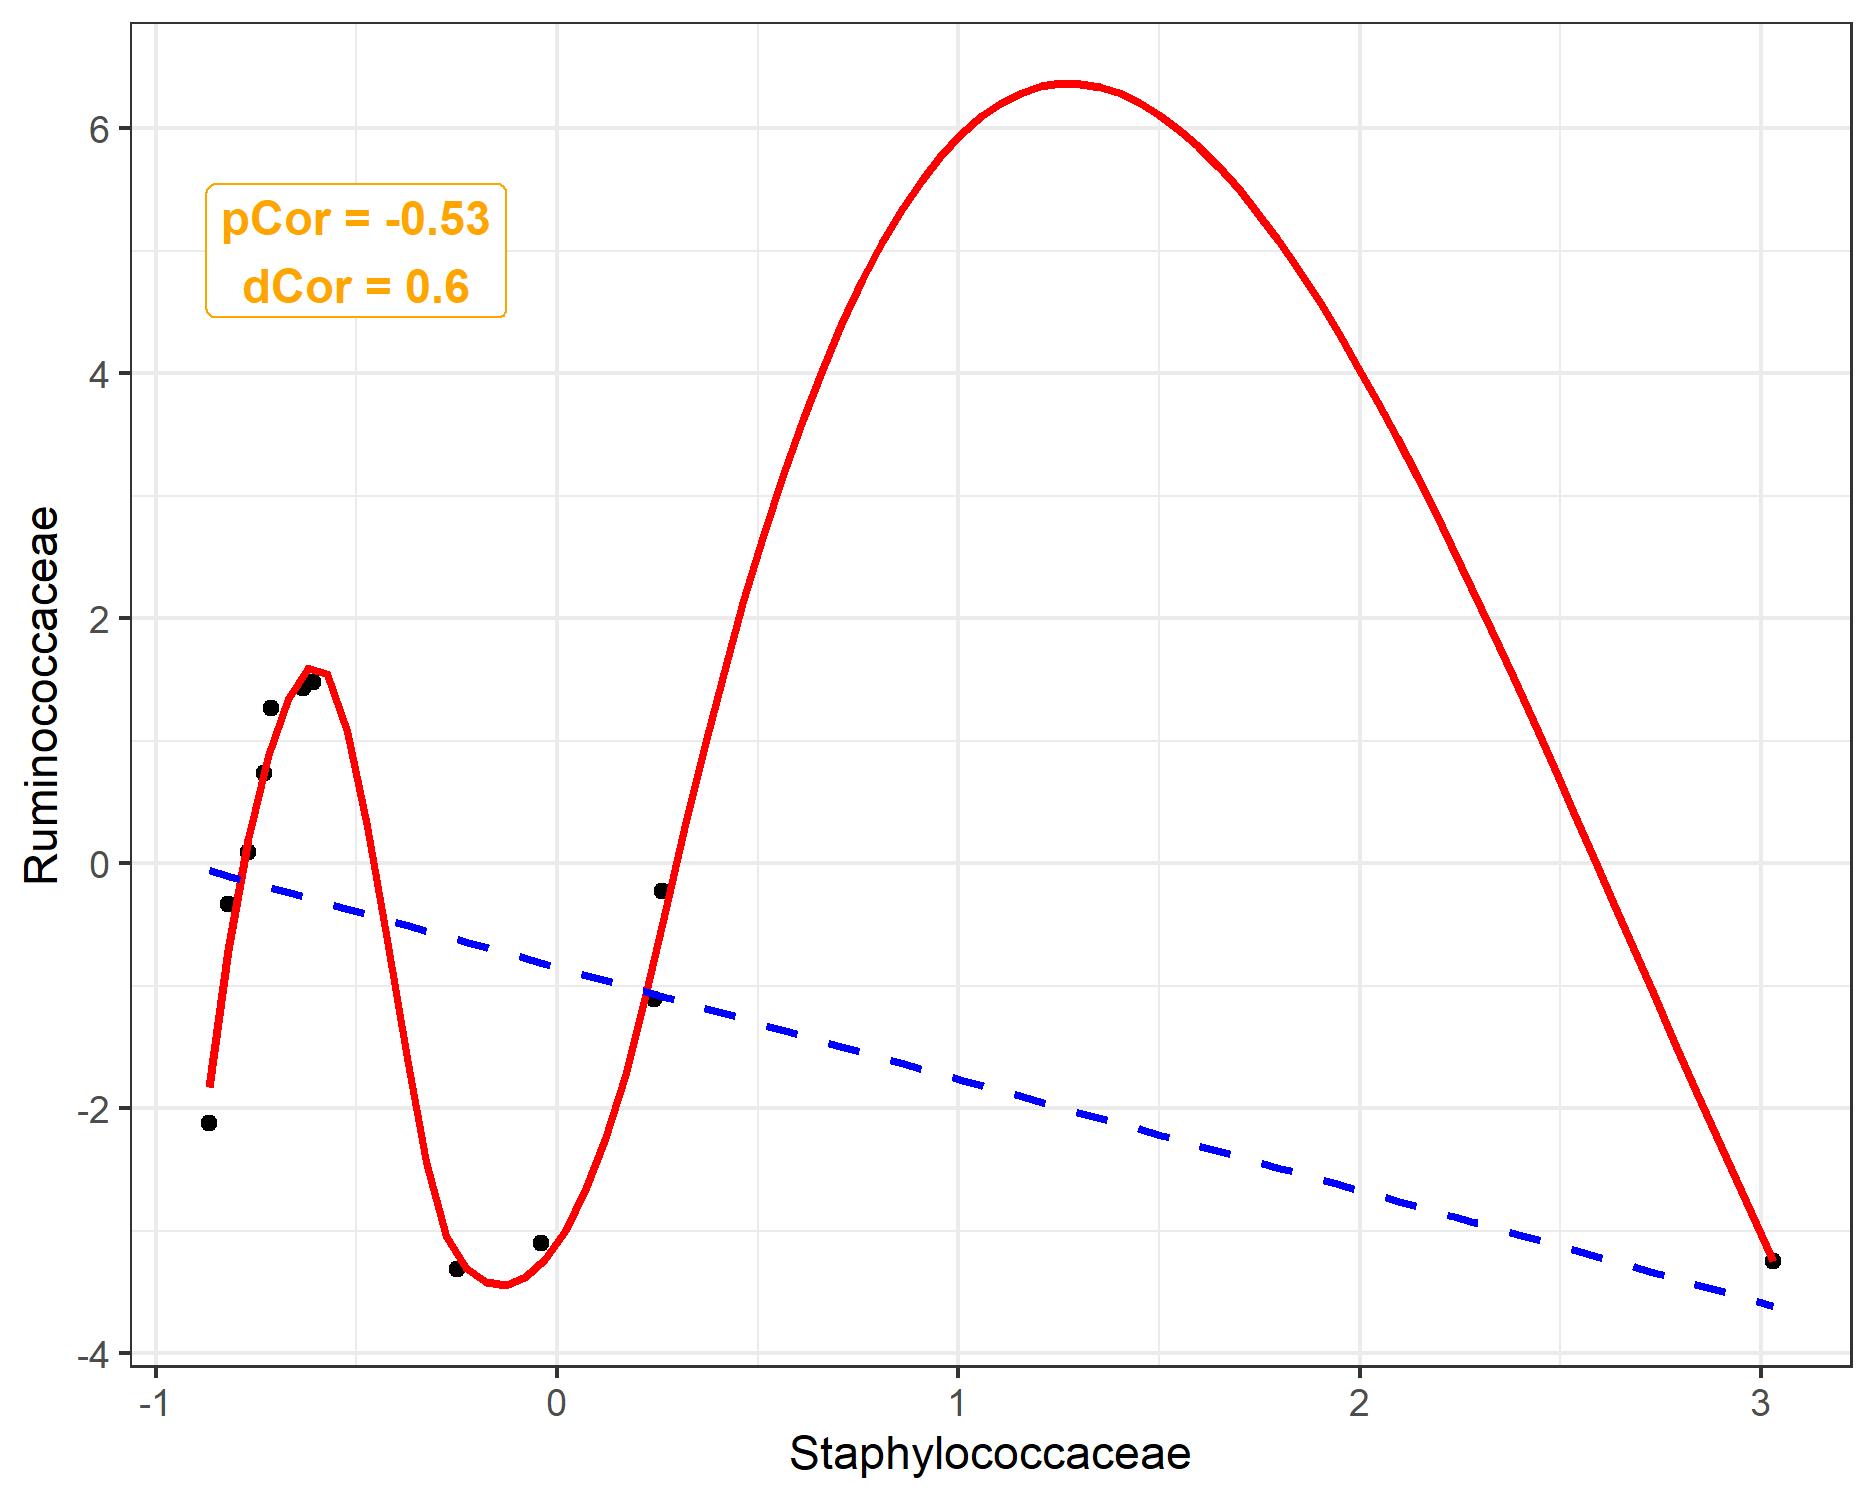 pCor = -0.53
dCor = 0.6
Ruminococcaceae
6
4
2
0
-2
-4
-1 0 1 2 3
Staphylococcaceae